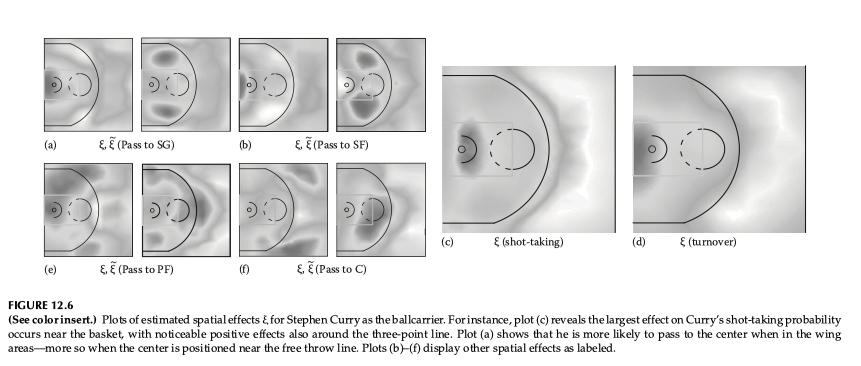 (a) ξ, ξ̃ (Pass to SG) (b) ξ, ξ̃ (Pass to SF)
(e) ξ, ξ̃ (Pass to PF) (f) ξ, ξ̃ (Pass to C)
(c) ξ (shot-taking) (d) ξ (turnover)
FIGURE 12.6
(See color insert.) Plots of estimated spatial effects ξ for Stephen Curry as the ballcarrier. For instance, plot (c) reveals the largest effect on Curry's shot-taking probability
occurs near the basket, with noticeable positive effects also around the three-point line. Plot (a) shows that he is more likely to pass to the center when in the wing
areas—more so when the center is positioned near the free throw line. Plots (b)–(f) display other spatial effects as labeled.